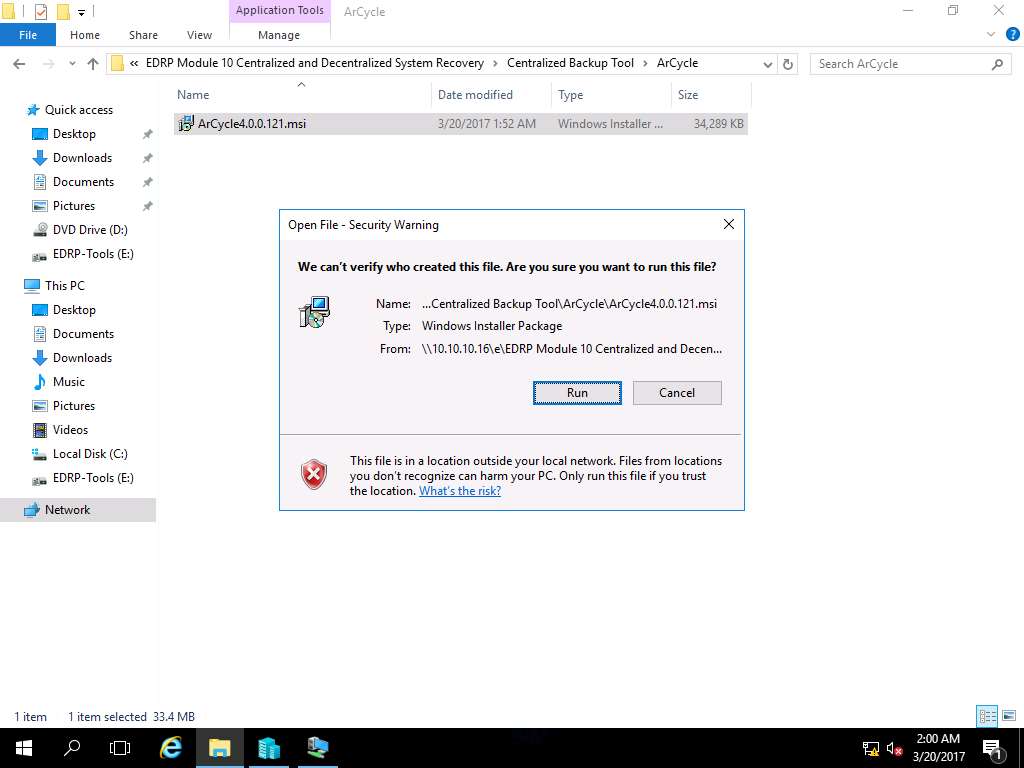 Application Tools ArCycle
File Home Share View Manage
« EDRP Module 10 Centralized and Decentralized System Recovery › Centralized Backup Tool › ArCycle Search ArCycle
Name Date modified Type Size
ArCycle4.0.0.121.msi 3/20/2017 1:52 AM Windows Installer ... 34,289 KB
Quick access
Desktop
Downloads
Documents
Pictures
DVD Drive (D:)
EDRP-Tools (E:)
This PC
Desktop
Documents
Downloads
Music
Pictures
Videos
Local Disk (C:)
EDRP-Tools (E:)
Network
Open File - Security Warning
We can't verify who created this file. Are you sure you want to run this file?
Name: ...Centralized Backup Tool\ArCycle\ArCycle4.0.0.121.msi
Type: Windows Installer Package
From: \\10.10.10.16\e\EDRP Module 10 Centralized and Decen...
Run Cancel
This file is in a location outside your local network. Files from locations
you don't recognize can harm your PC. Only run this file if you trust
the location. What's the risk?
1 item 1 item selected 33.4 MB
2:00 AM
3/20/2017
1